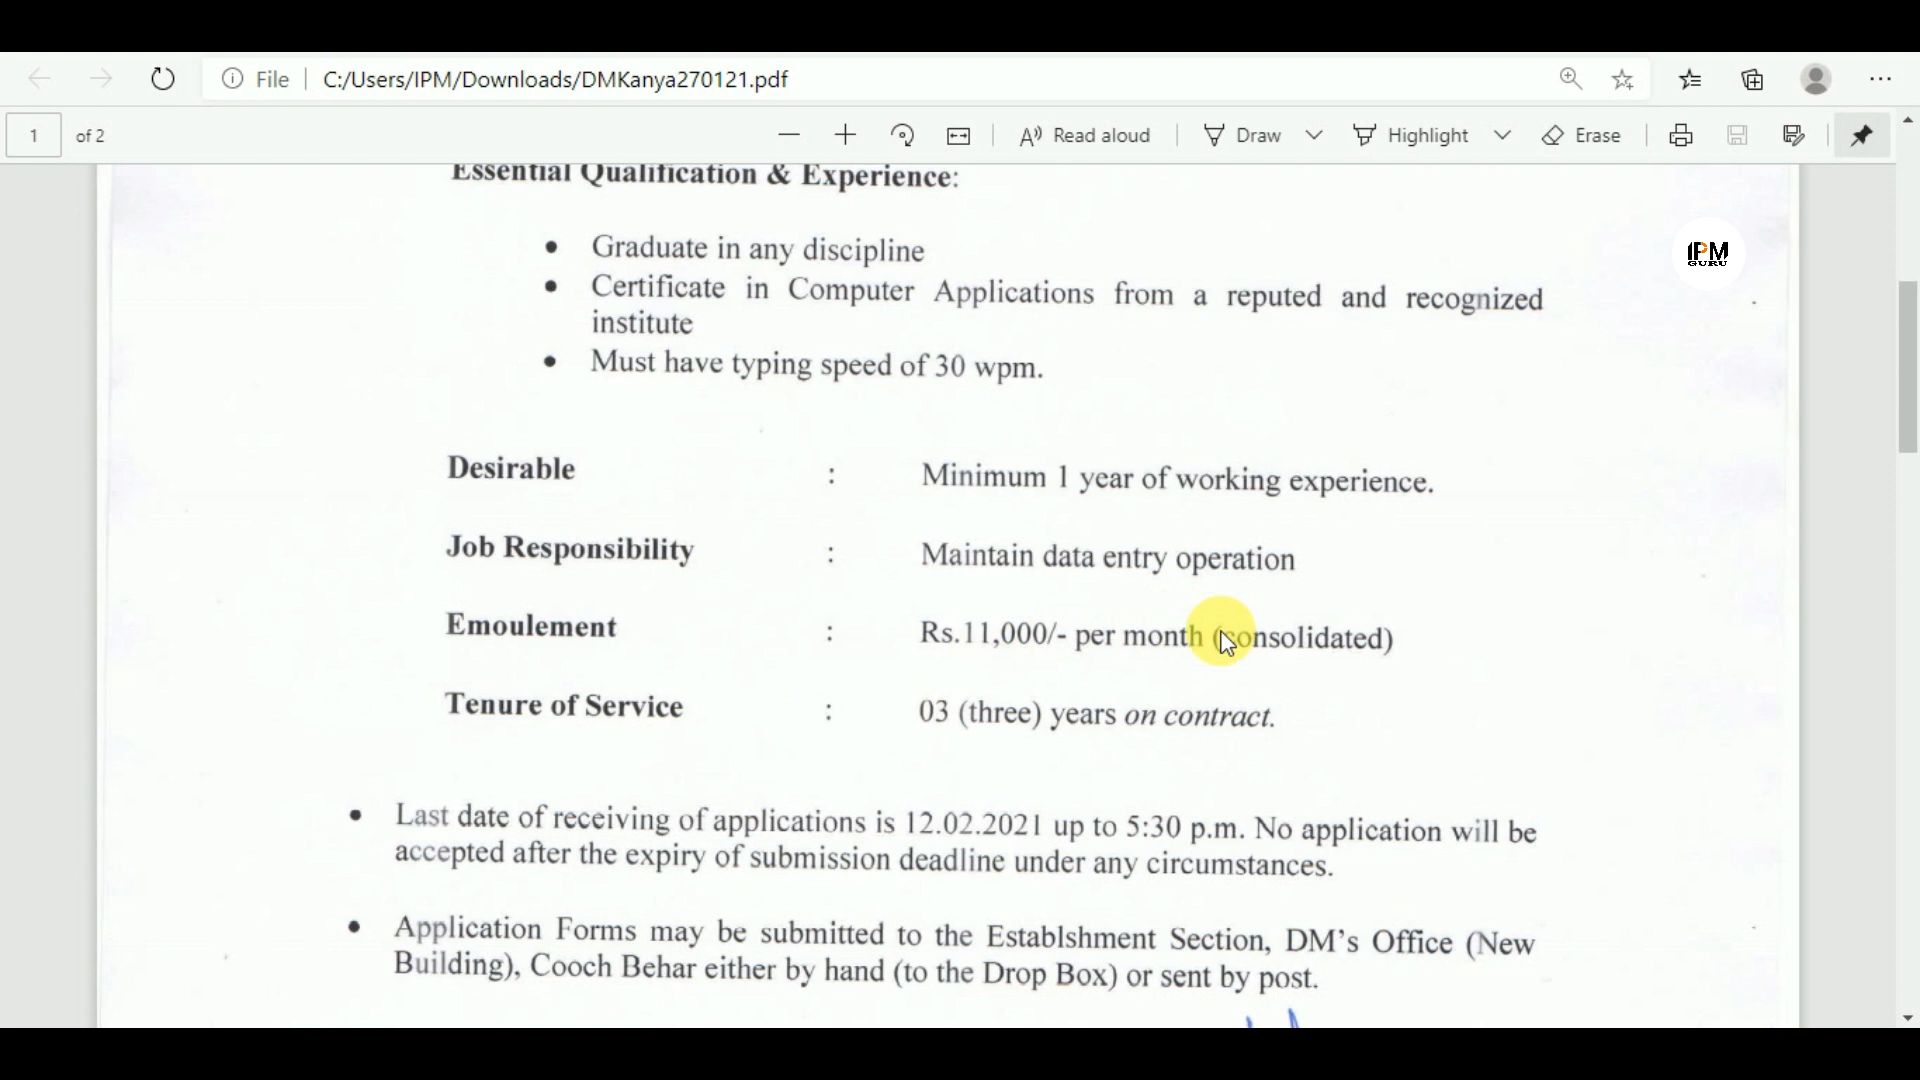 File
C:/Users/IPM/Downloads/DMKanya270121.pdf
1 of 2
Read aloud
Draw
Highlight
Erase
Essential Qualification & Experience:
IPM
GURU
• Graduate in any discipline
• Certificate in Computer Applications from a reputed and recognized
institute
• Must have typing speed of 30 wpm.
Desirable : Minimum 1 year of working experience.
Job Responsibility : Maintain data entry operation
Emoulement : Rs.11,000/- per month (consolidated)
Tenure of Service : 03 (three) years on contract.
• Last date of receiving of applications is 12.02.2021 up to 5:30 p.m. No application will be
accepted after the expiry of submission deadline under any circumstances.
• Application Forms may be submitted to the Establshment Section, DM's Office (New
Building), Cooch Behar either by hand (to the Drop Box) or sent by post.